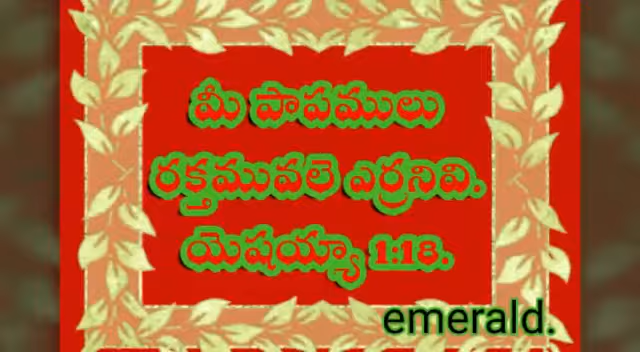 మీ పాపములు
రక్తమువలె ఎర్రనివి.
యెషయ్యా 1:18.
emerald.